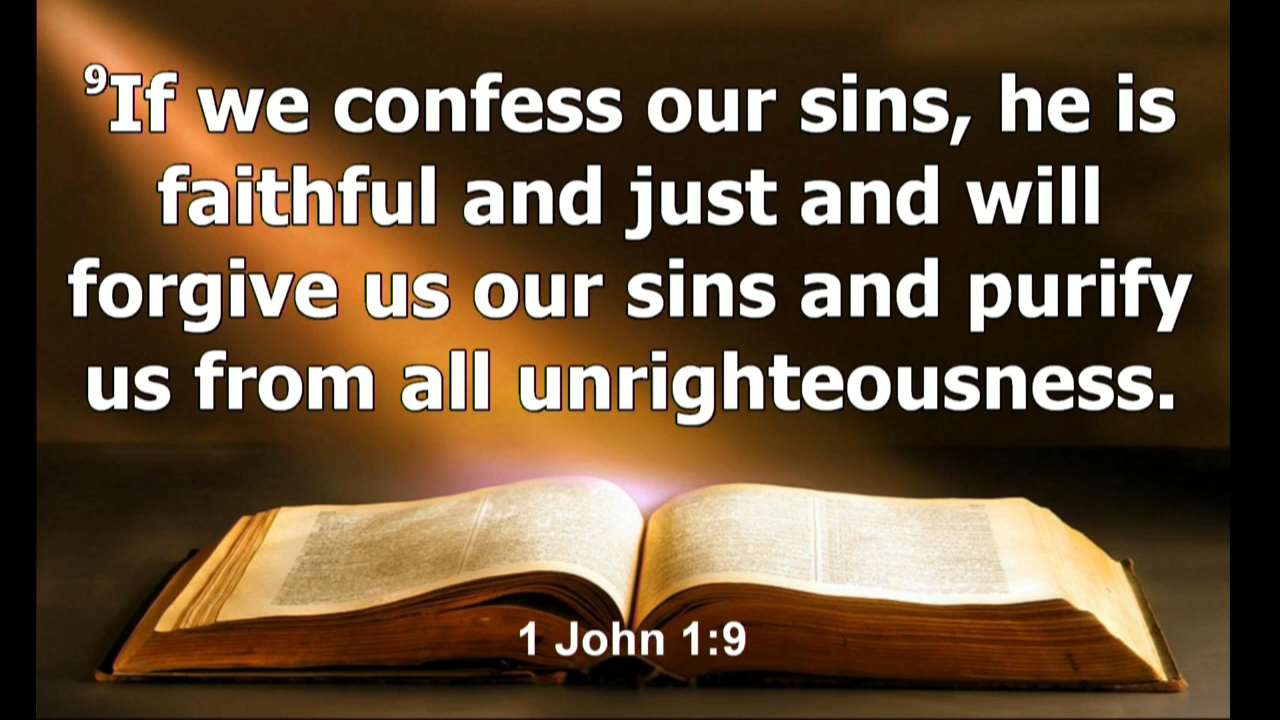 ⁹If we confess our sins, he is
faithful and just and will
forgive us our sins and purify
us from all unrighteousness.
1 John 1:9